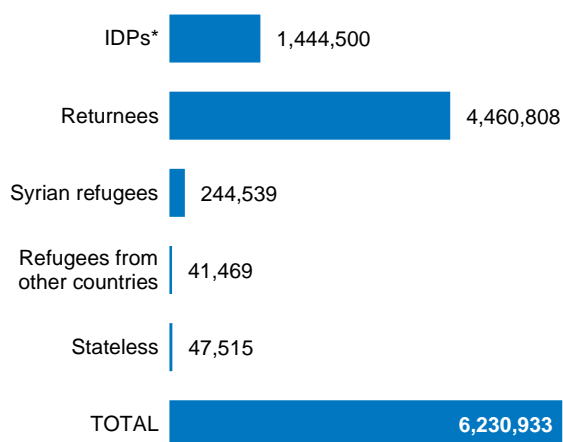 IDPs*
1,444,500
Returnees
4,460,808
Syrian refugees
244,539
Refugees from
other countries
41,469
Stateless
47,515
TOTAL
6,230,933